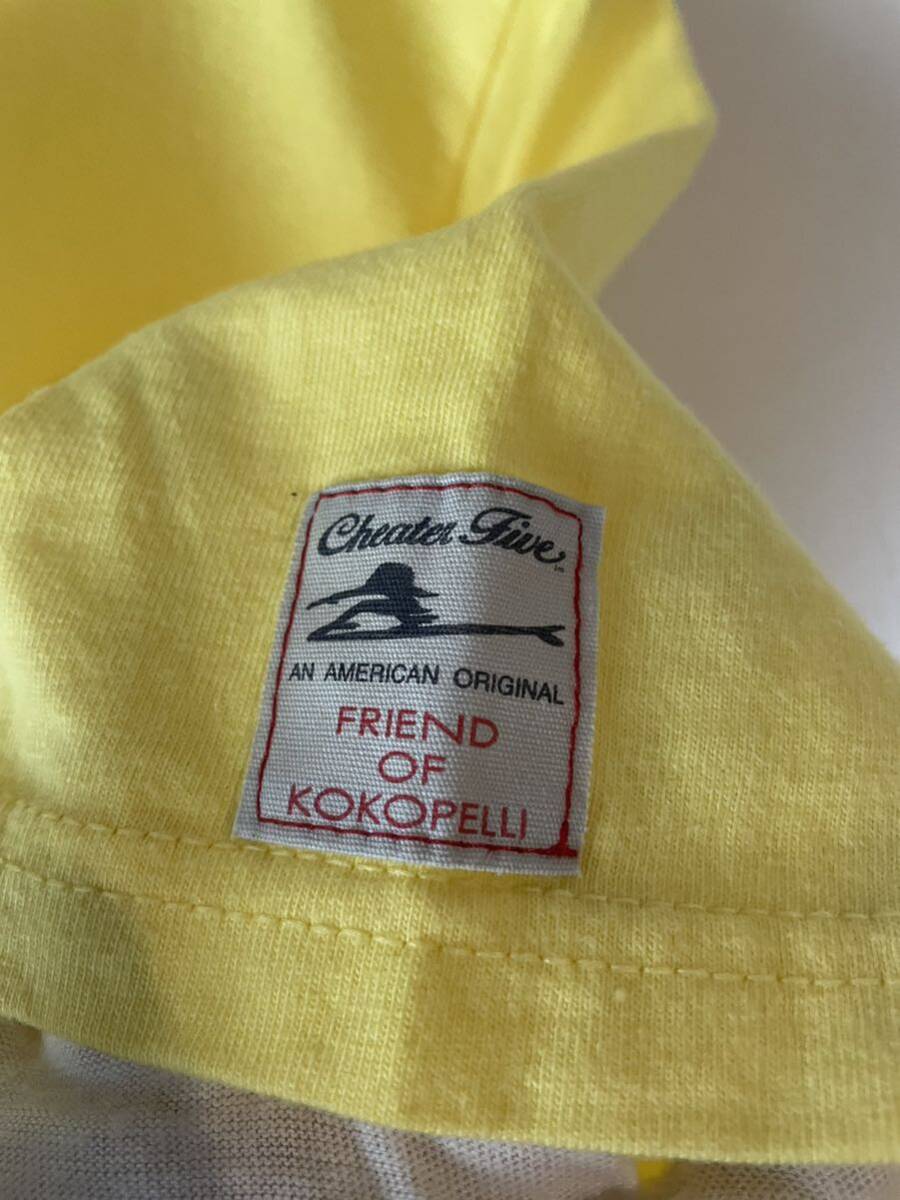 Cheater Five
AN AMERICAN ORIGINAL
FRIEND
OF
KOKOPELLI